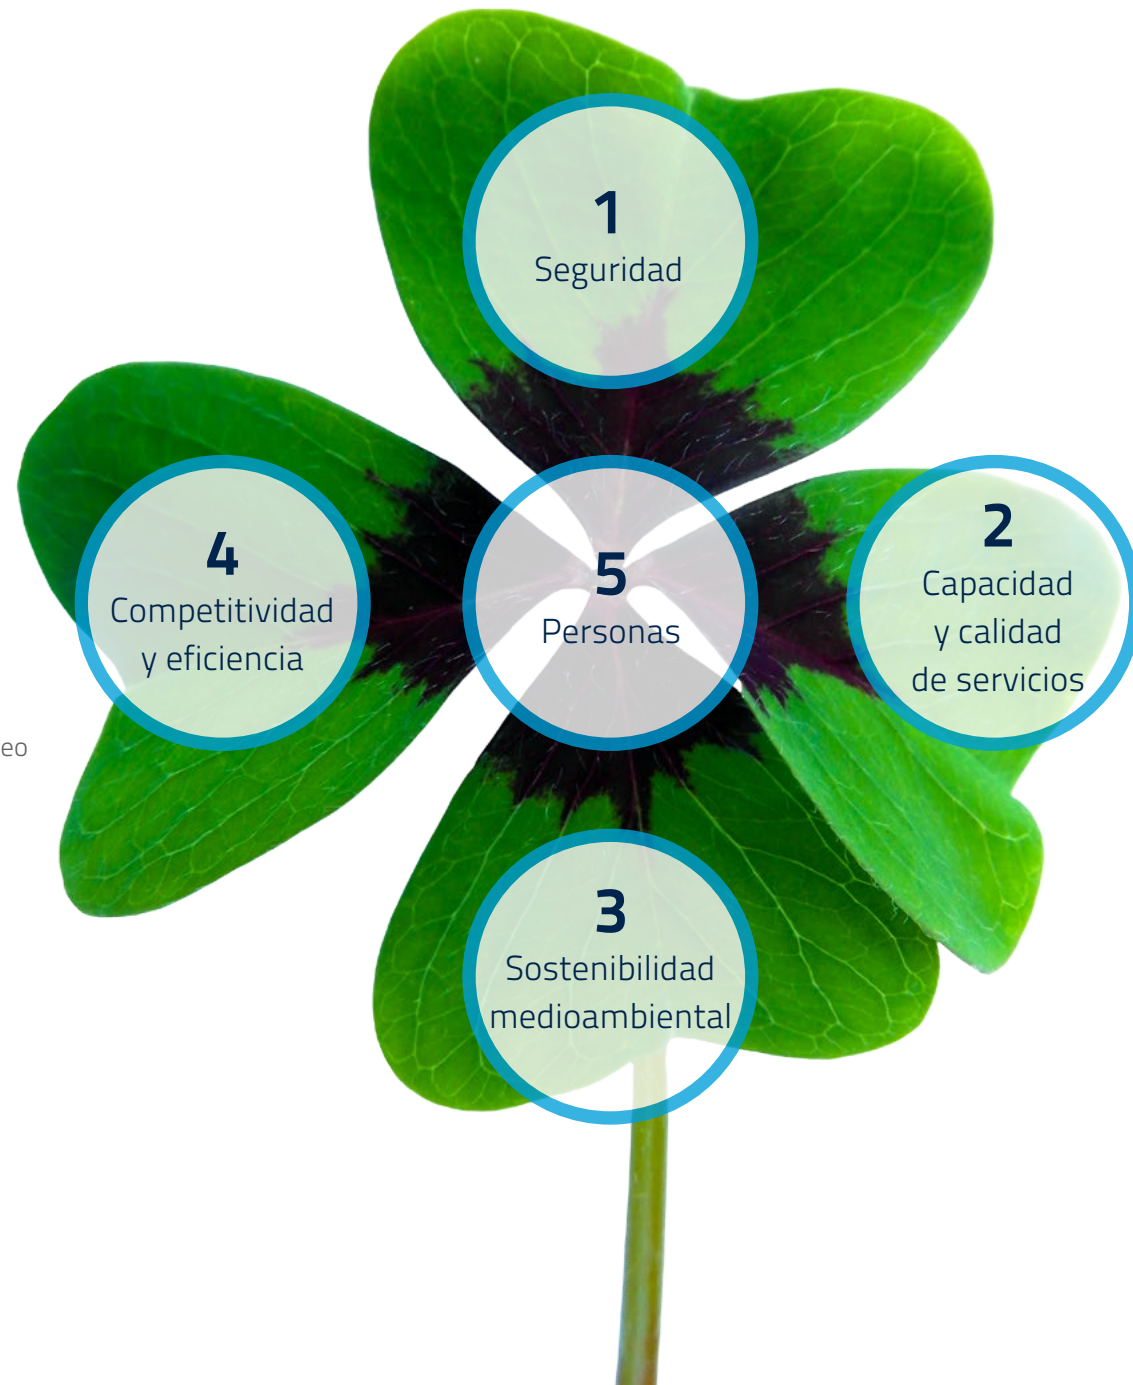 1
Seguridad
2
Capacidad
y calidad
de servicios
3
Sostenibilidad
medioambiental
4
Competitividad
y eficiencia
5
Personas
eo